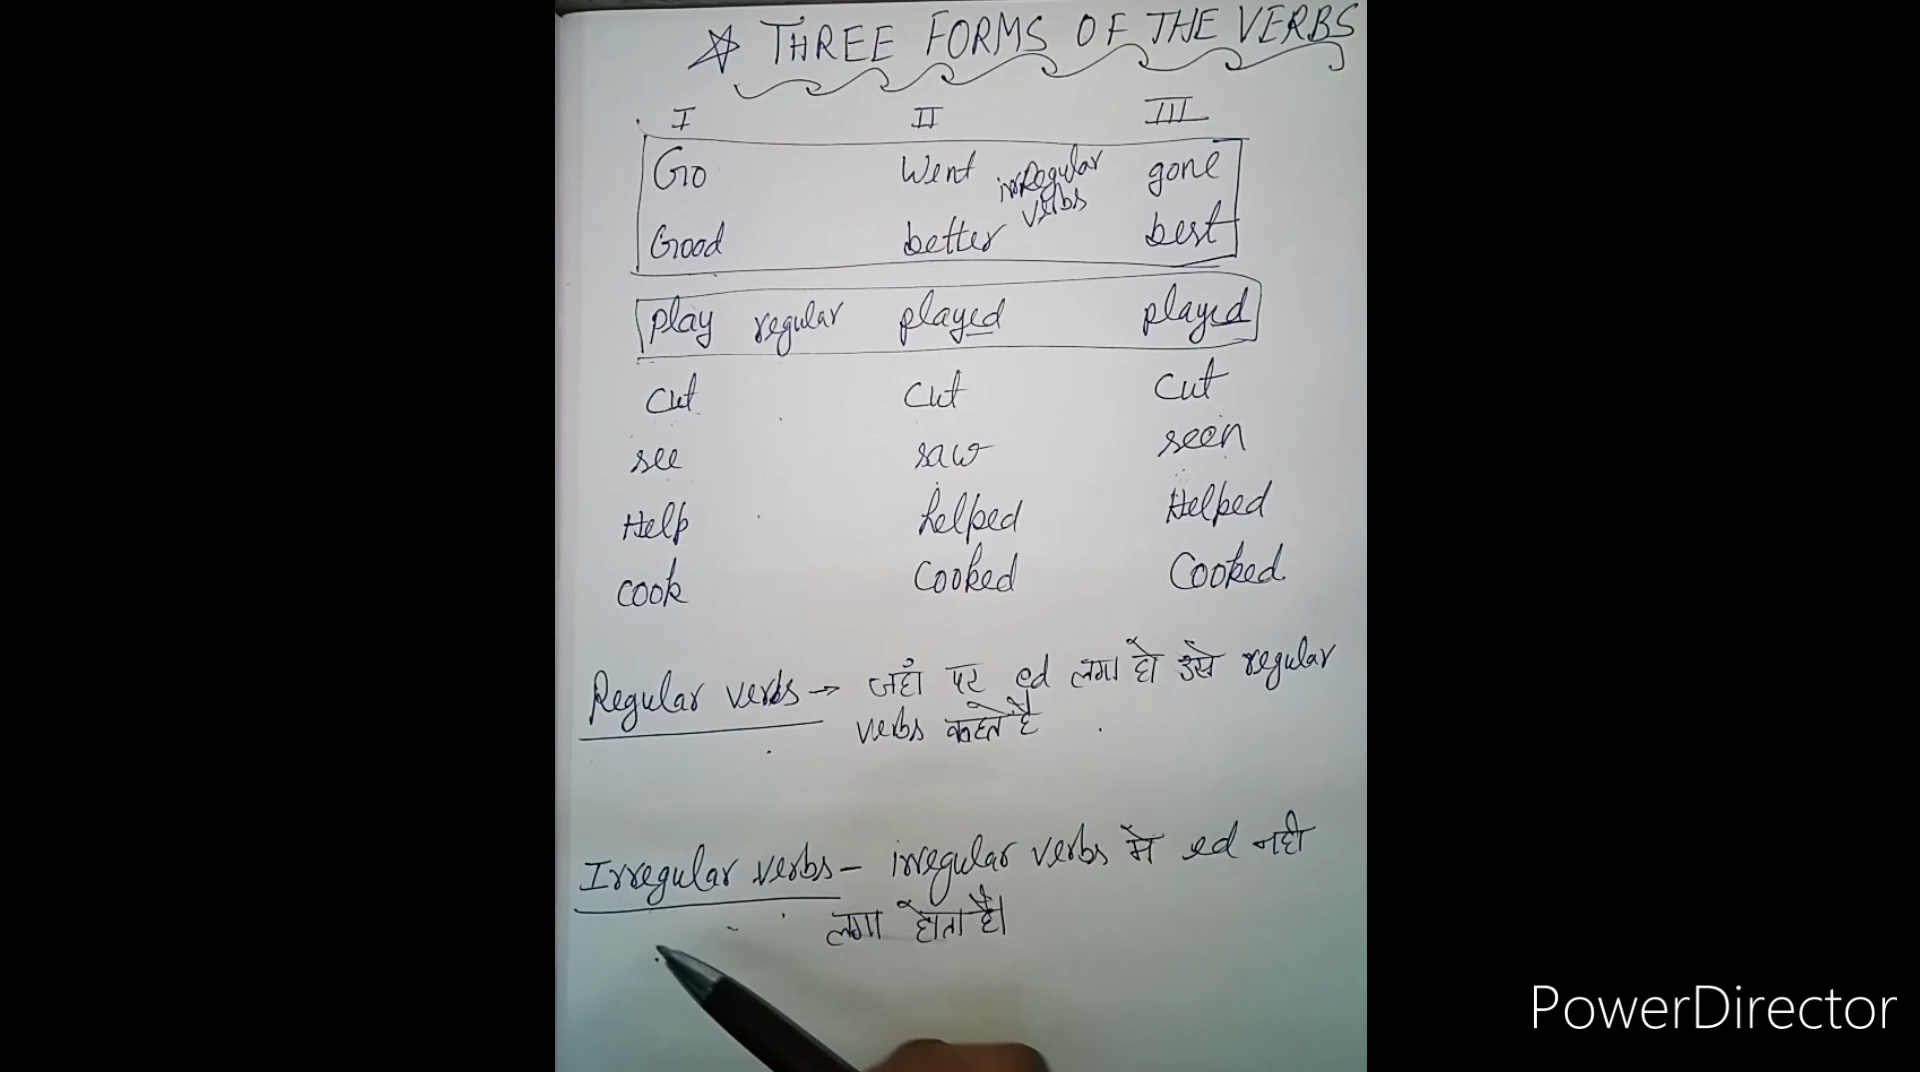 THREE FORMS OF THE VERBS
I II III
Go Went irregular verbs gone
Good better best
play regular played played
cut cut cut
see saw seen
Help helped Helped
cook Cooked Cooked
Regular verbs → जहाँ पर ed लगा हो उसे regular
verbs कहते है
Irregular verbs - irregular verbs मे ed नही
लगा होता है।
PowerDirector